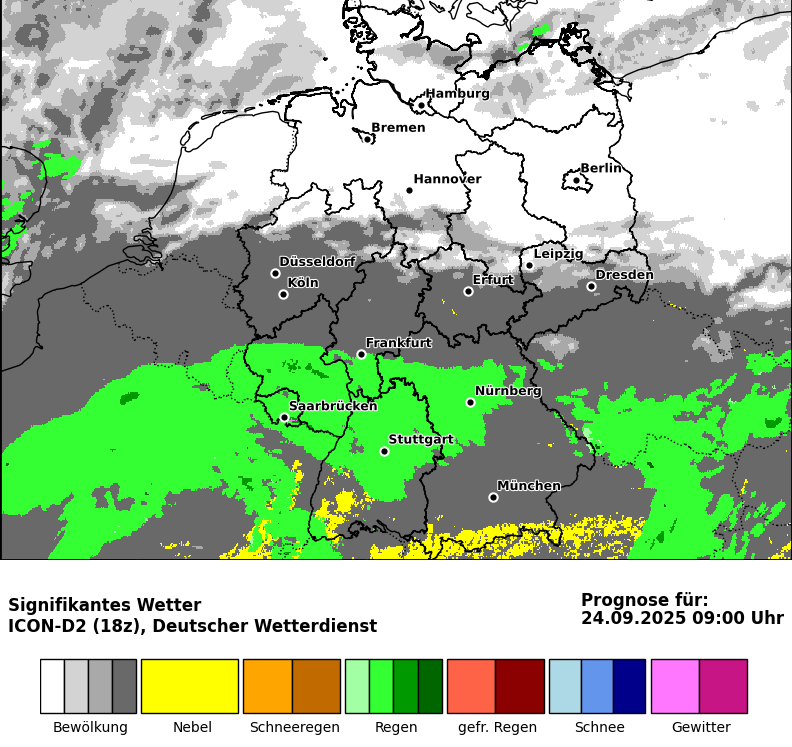 Hamburg
Bremen
Berlin
Hannover
Leipzig
Düsseldorf
Dresden
Erfurt
Köln
Frankfurt
Nürnberg
Saarbrücken
Stuttgart
München
Signifikantes Wetter
ICON-D2 (18z), Deutscher Wetterdienst
Prognose für:
24.09.2025 09:00 Uhr
Bewölkung Nebel Schneeregen Regen gefr. Regen Schnee Gewitter